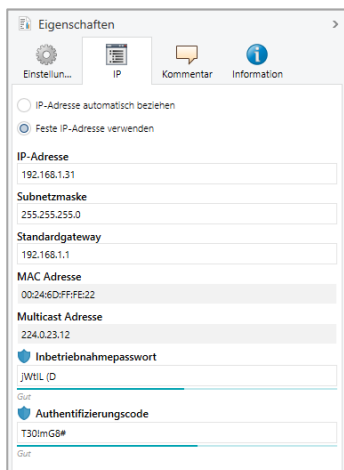 Eigenschaften
Einstellun... IP Kommentar Information
IP-Adresse automatisch beziehen
Feste IP-Adresse verwenden
IP-Adresse
192.168.1.31
Subnetzmaske
255.255.255.0
Standardgateway
192.168.1.1
MAC Adresse
00:24:6D:FF:FE:22
Multicast Adresse
224.0.23.12
Inbetriebnahmepasswort
jWtIL (D
Gut
Authentifizierungscode
T30!mG8#
Gut